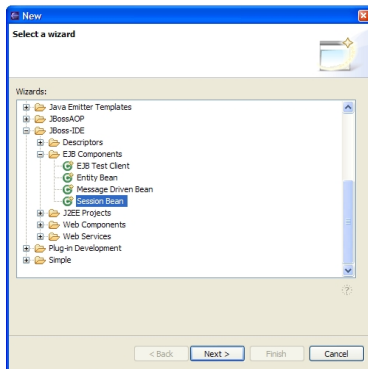 New
Select a wizard
Wizards:
Java Emitter Templates
JBossAOP
JBoss-IDE
Descriptors
EJB Components
EJB Test Client
Entity Bean
Message Driven Bean
Session Bean
J2EE Projects
Web Components
Web Services
Plug-in Development
Simple
< Back
Next >
Finish
Cancel